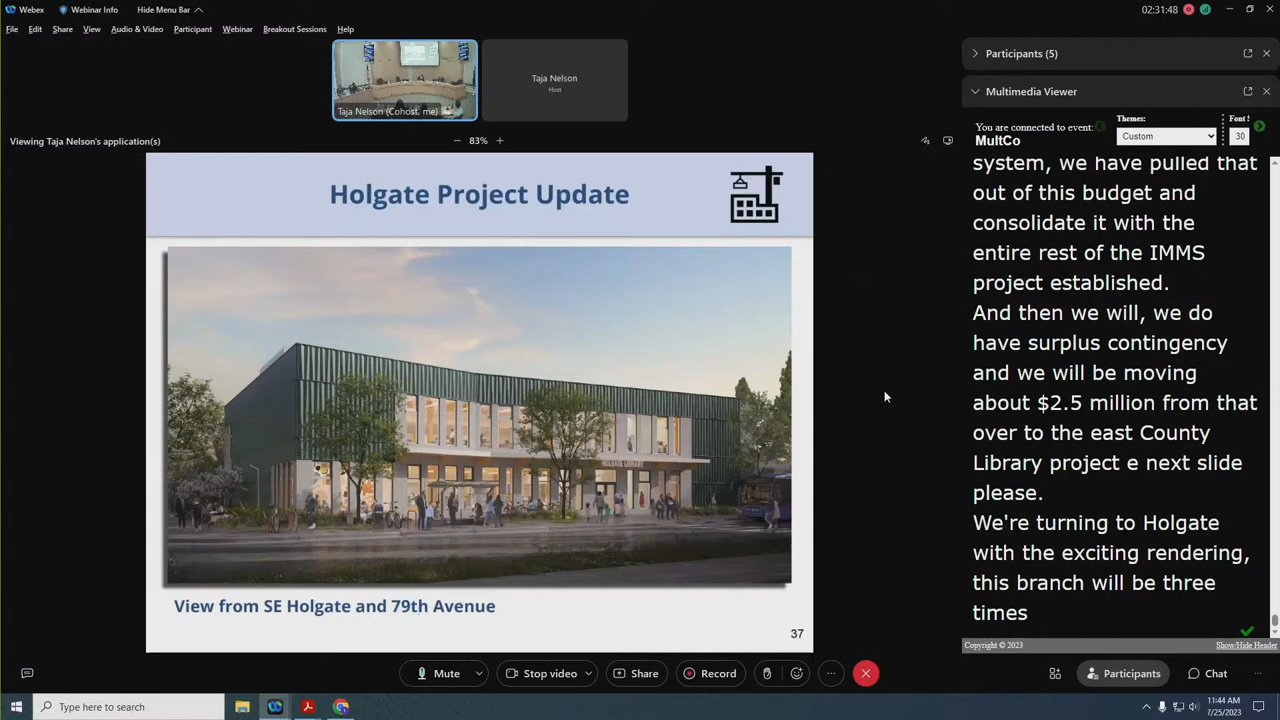 Webex
Webinar Info
Hide Menu Bar
02:31:48
File Edit Share View Audio & Video Participant Webinar Breakout Sessions Help
Taja Nelson (Cohost, me)
Taja Nelson
Host
Viewing Taja Nelson's application(s)
83%
Holgate Project Update
HOLGATE LIBRARY
View from SE Holgate and 79th Avenue
37
Participants (5)
Multimedia Viewer
You are connected to event:
MultCo
Themes:
Custom
Font S
30
system, we have pulled that
out of this budget and
consolidate it with the
entire rest of the IMMS
project established.
And then we will, we do
have surplus contingency
and we will be moving
about $2.5 million from that
over to the east County
Library project e next slide
please.
We're turning to Holgate
with the exciting rendering,
this branch will be three
times
Copyright © 2023
Show/Hide Header
Mute
Stop video
Share
Record
Participants
Chat
Type here to search
11:44 AM
7/25/2023